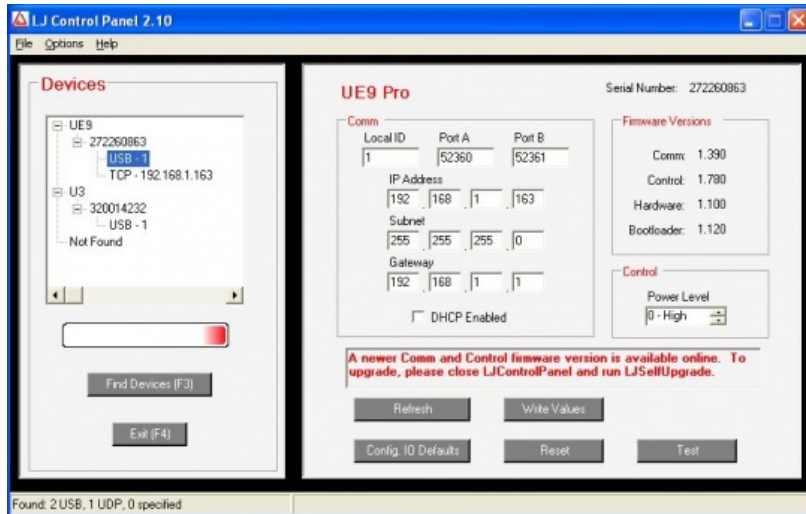 LJ Control Panel 2.10
File Options Help
Devices
UE9
272260863
USB - 1
TCP - 192.168.1.163
U3
320014232
USB - 1
Not Found
Find Devices (F3)
Exit (F4)
UE9 Pro
Serial Number: 272260863
Comm
Local ID Port A Port B
1 52360 52361
IP Address
192 . 168 . 1 . 163
Subnet
255 . 255 . 255 . 0
Gateway
192 . 168 . 1 . 1
DHCP Enabled
Firmware Versions
Comm: 1.390
Control: 1.780
Hardware: 1.100
Bootloader: 1.120
Control
Power Level
0 - High
A newer Comm and Control firmware version is available online. To
upgrade, please close LJControlPanel and run LJSelfUpgrade.
Refresh Write Values
Config. IO Defaults Reset Test
Found: 2 USB, 1 UDP, 0 specified